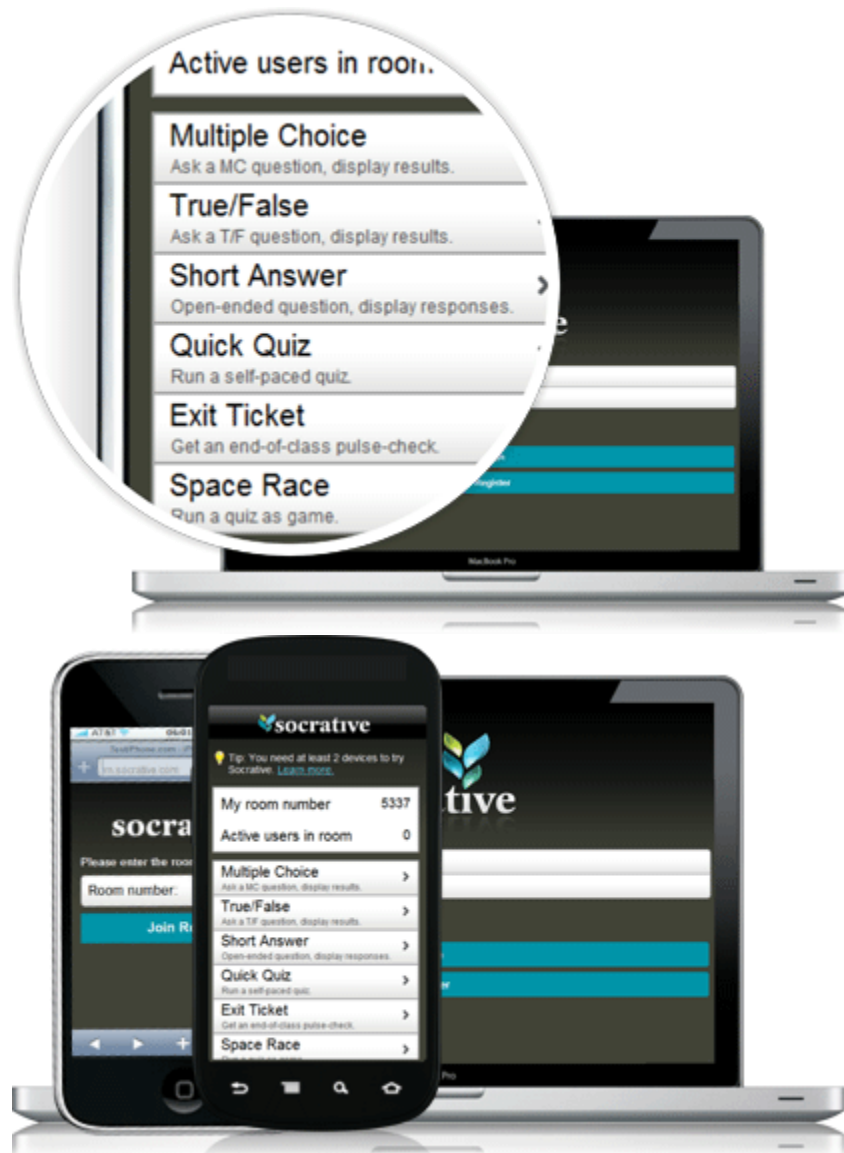 Active users in room
Multiple Choice
Ask a MC question, display results.
True/False
Ask a T/F question, display results.
Short Answer
Open-ended question, display responses.
Quick Quiz
Run a self-paced quiz.
Exit Ticket
Get an end-of-class pulse-check.
Space Race
Run a quiz as game.
e
Register
MacBook Pro
AT&T
+
socra
Please enter the roo
Room number:
Join R
socrative
Tip: You need at least 2 devices to try
Socrative. Learn more.
My room number 5337
Active users in room 0
Multiple Choice
Ask a MC question, display results.
True/False
Ask a T/F question, display results.
Short Answer
Open-ended question, display responses.
Quick Quiz
Run a self-paced quiz.
Exit Ticket
Get an end-of-class pulse-check.
Space Race
tive
Pro